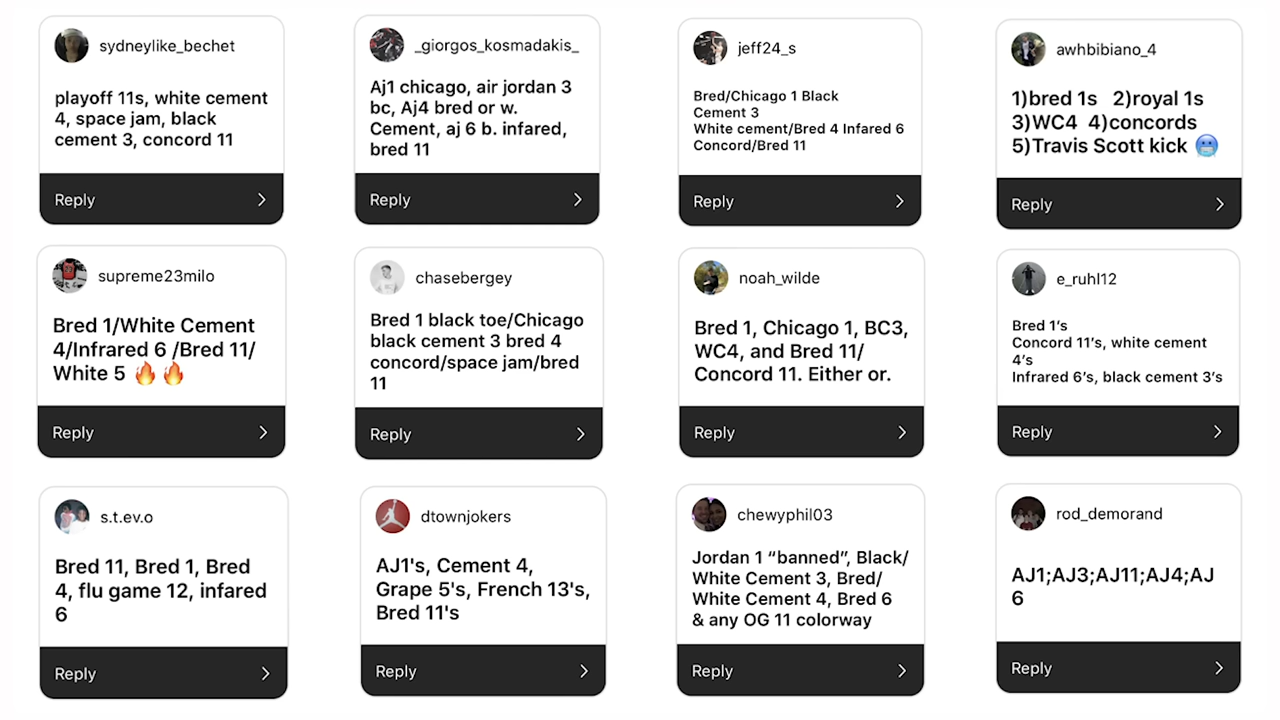 sydneylike_bechet
playoff 11s, white cement
4, space jam, black
cement 3, concord 11
Reply
_giorgos_kosmadakis_
Aj1 chicago, air jordan 3
bc, Aj4 bred or w.
Cement, aj 6 b. infared,
bred 11
Reply
jeff24_s
Bred/Chicago 1 Black
Cement 3
White cement/Bred 4 Infared 6
Concord/Bred 11
Reply
awhbibiano_4
1)bred 1s 2)royal 1s
3)WC4 4)concords
5)Travis Scott kick 🥶
Reply
supreme23milo
Bred 1/White Cement
4/Infrared 6 /Bred 11/
White 5 🔥🔥
Reply
chasebergey
Bred 1 black toe/Chicago
black cement 3 bred 4
concord/space jam/bred
11
Reply
noah_wilde
Bred 1, Chicago 1, BC3,
WC4, and Bred 11/
Concord 11. Either or.
Reply
e_ruhl12
Bred 1’s
Concord 11’s, white cement
4’s
Infrared 6’s, black cement 3’s
Reply
s.t.ev.o
Bred 11, Bred 1, Bred
4, flu game 12, infared
6
Reply
dtownjokers
AJ1's, Cement 4,
Grape 5's, French 13's,
Bred 11's
Reply
chewyphil03
Jordan 1 “banned”, Black/
White Cement 3, Bred/
White Cement 4, Bred 6
& any OG 11 colorway
Reply
rod_demorand
AJ1;AJ3;AJ11;AJ4;AJ
6
Reply